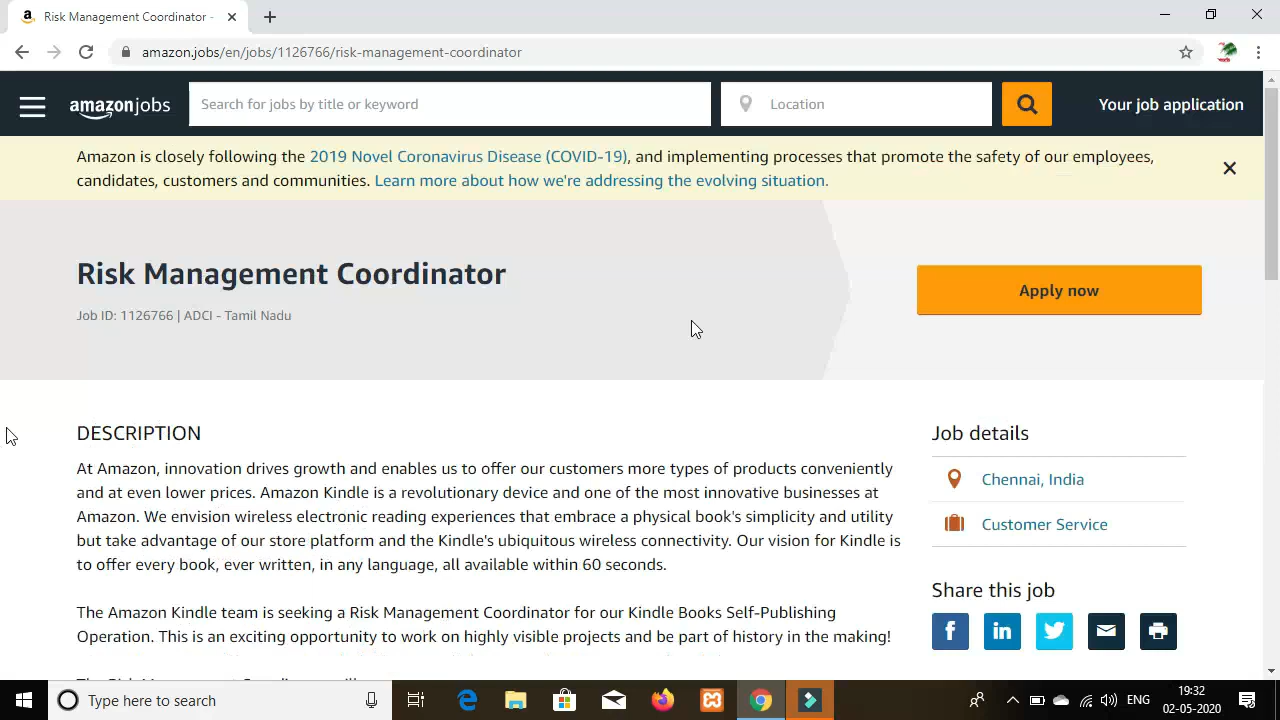 Risk Management Coordinator -
amazon.jobs/en/jobs/1126766/risk-management-coordinator
amazon jobs
Search for jobs by title or keyword
Location
Your job application
Amazon is closely following the 2019 Novel Coronavirus Disease (COVID-19), and implementing processes that promote the safety of our employees,
candidates, customers and communities. Learn more about how we're addressing the evolving situation.
Risk Management Coordinator
Job ID: 1126766 | ADCI - Tamil Nadu
Apply now
DESCRIPTION
At Amazon, innovation drives growth and enables us to offer our customers more types of products conveniently
and at even lower prices. Amazon Kindle is a revolutionary device and one of the most innovative businesses at
Amazon. We envision wireless electronic reading experiences that embrace a physical book's simplicity and utility
but take advantage of our store platform and the Kindle's ubiquitous wireless connectivity. Our vision for Kindle is
to offer every book, ever written, in any language, all available within 60 seconds.
The Amazon Kindle team is seeking a Risk Management Coordinator for our Kindle Books Self-Publishing
Operation. This is an exciting opportunity to work on highly visible projects and be part of history in the making!
Job details
Chennai, India
Customer Service
Share this job
Type here to search
ENG
19:32
02-05-2020